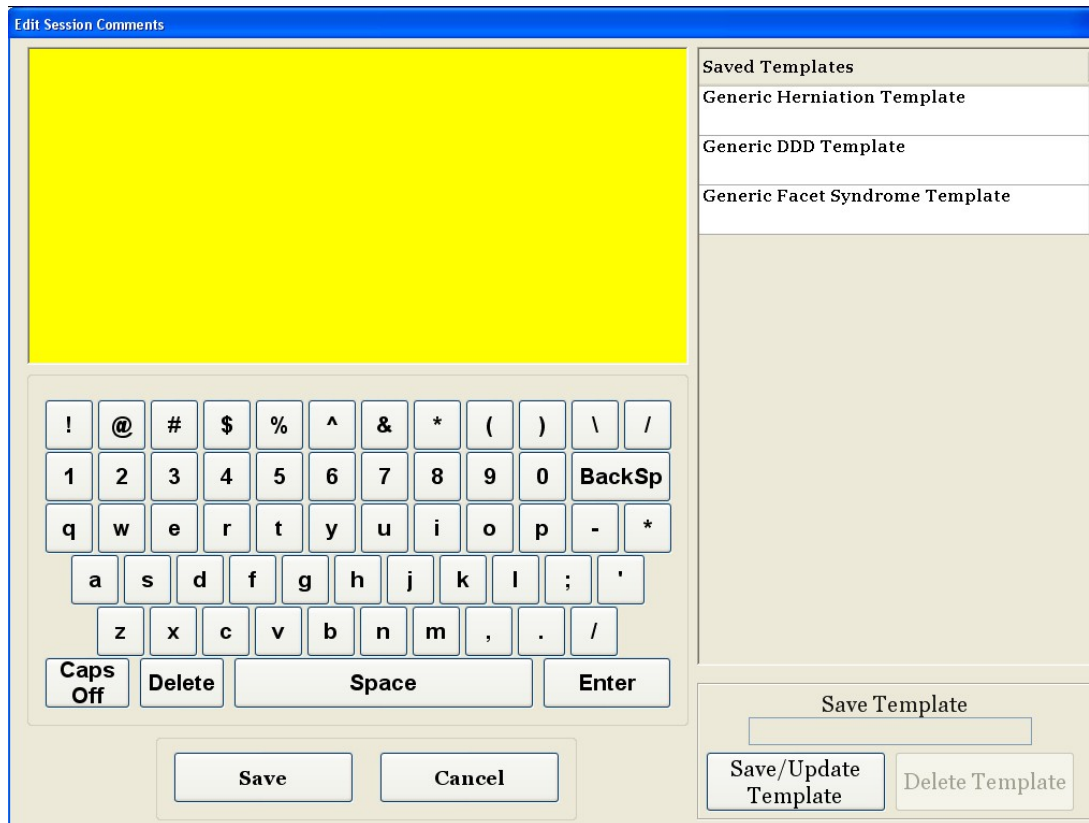 Edit Session Comments
Saved Templates
Generic Herniation Template
Generic DDD Template
Generic Facet Syndrome Template
! @ # $ % ^ & * ( ) \ /
1 2 3 4 5 6 7 8 9 0 BackSp
q w e r t y u i o p - *
a s d f g h j k l ; '
z x c v b n m , . /
Caps
Off Delete Space Enter
Save Cancel
Save Template
Save/Update
Template
Delete Template